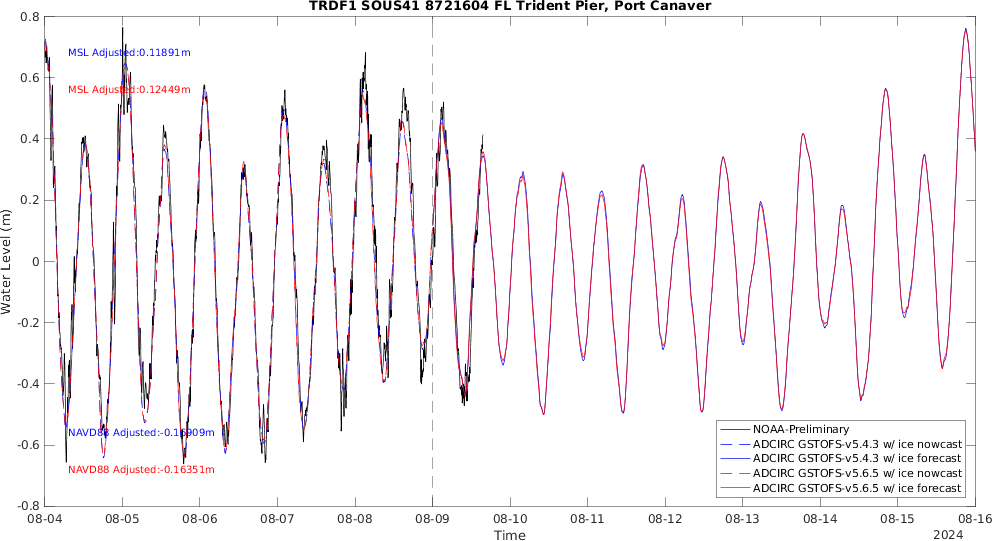 TRDF1 SOUS41 8721604 FL Trident Pier, Port Canaver
0.8
0.6
0.4
0.2
0
-0.2
-0.4
-0.6
-0.8
Water Level (m)
MSL Adjusted:0.11891m
MSL Adjusted:0.12449m
NAVD88 Adjusted:-0.16909m
NAVD88 Adjusted:-0.16351m
NOAA-Preliminary
ADCIRC GSTOFS-v5.4.3 w/ ice nowcast
ADCIRC GSTOFS-v5.4.3 w/ ice forecast
ADCIRC GSTOFS-v5.6.5 w/ ice nowcast
ADCIRC GSTOFS-v5.6.5 w/ ice forecast
08-04 08-05 08-06 08-07 08-08 08-09 08-10 08-11 08-12 08-13 08-14 08-15 08-16
Time
2024